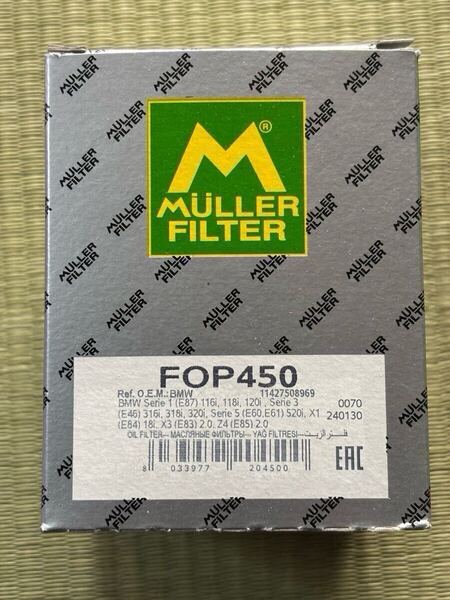 MÜLLER
FILTER
M®
MÜLLER
FILTER
FOP450
Ref. O.E.M.:BMW 11427508969
BMW Serie 1 (E87) 116i, 118i, 120i , Serie 3 0070
(E46) 316i, 318i, 320i, Serie 5 (E60,E61) 520i, X1 240130
(E84) 18i, X3 (E83) 2.0, Z4 (E85) 2.0
OIL FILTER— МАСЛЯНЫЕ ФИЛЬТРЫ— YAĞ FILTRESI— فلتر الزيت
8 033977 204500
EAC